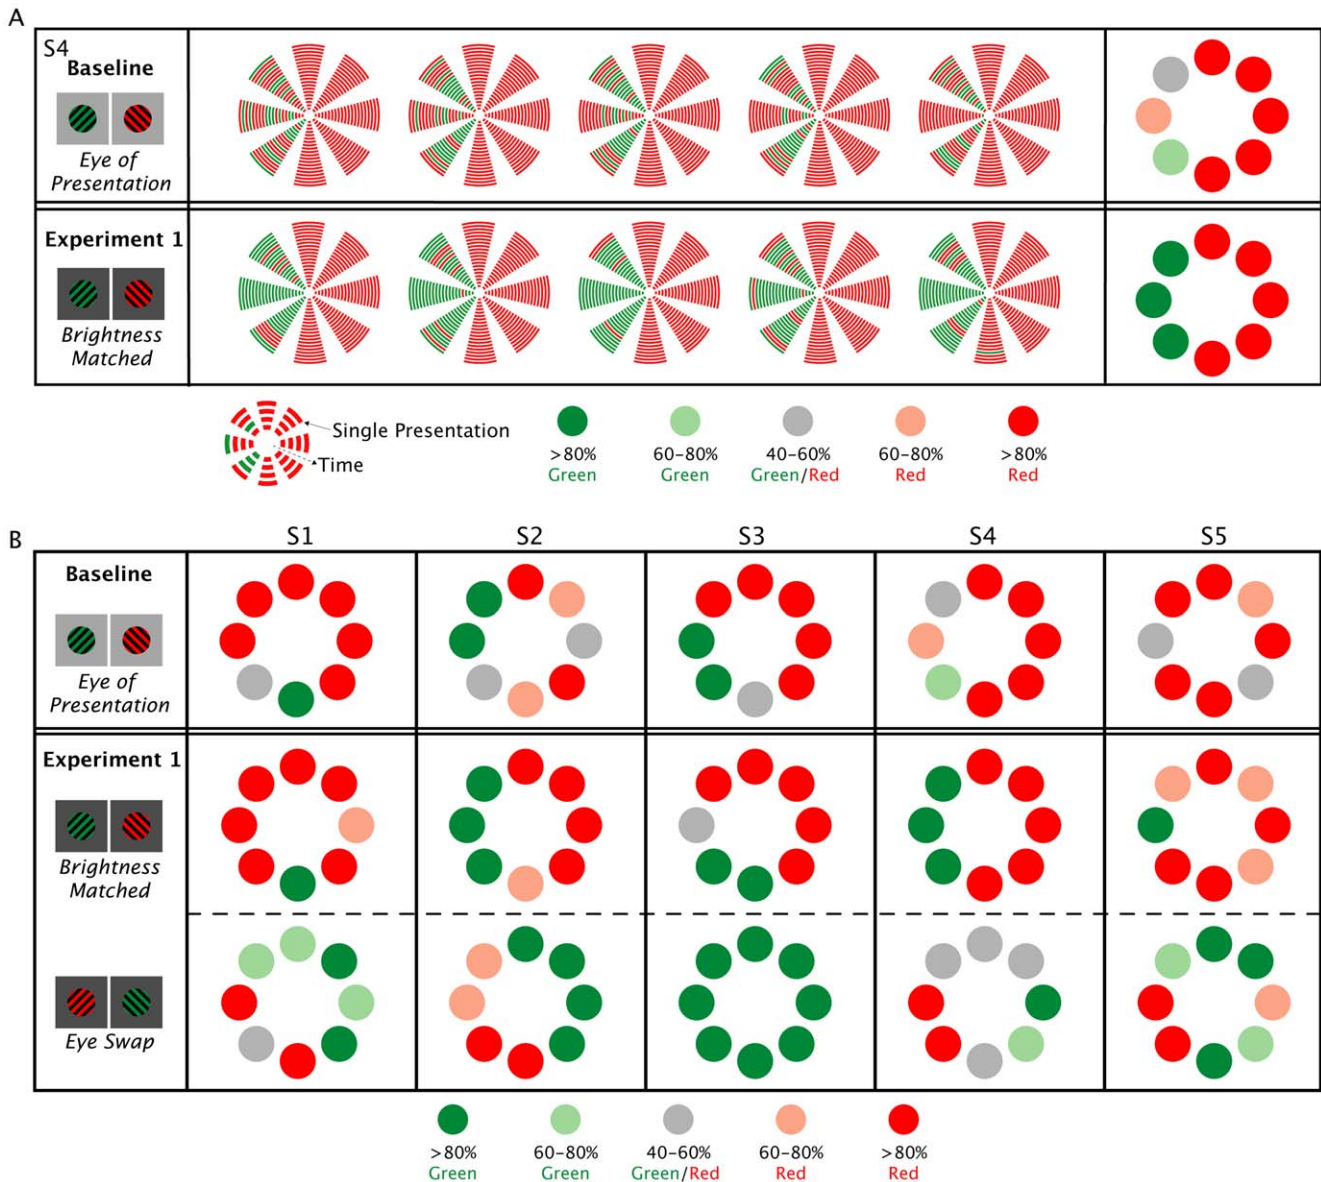 A
S4
Baseline
Eye of
Presentation
Experiment 1
Brightness
Matched
Single Presentation
Time
>80%
Green
60-80%
Green
40-60%
Green/Red
60-80%
Red
>80%
Red
B
S1
S2
S3
S4
S5
Baseline
Eye of
Presentation
Experiment 1
Brightness
Matched
Eye Swap
>80%
Green
60-80%
Green
40-60%
Green/Red
60-80%
Red
>80%
Red